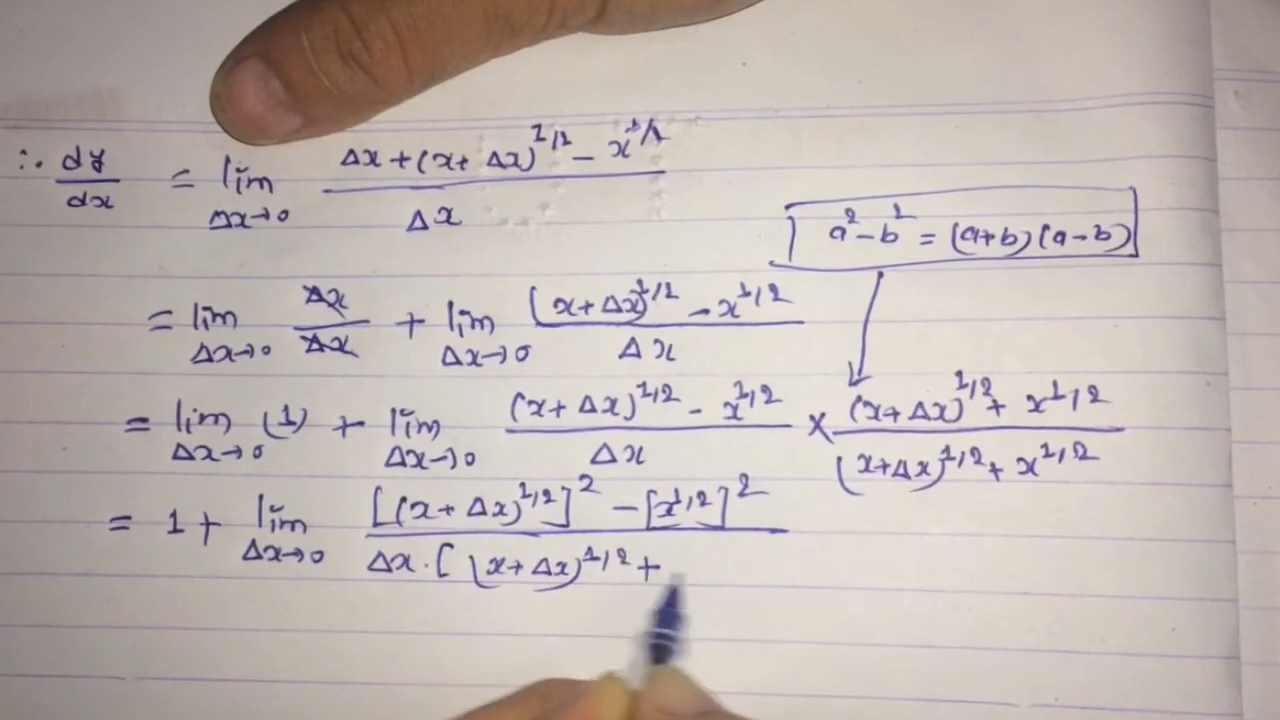 ∴ dy/dx = lim Δx→0 (Δx + (x + Δx)^1/2 − x^1/2) / Δx
a² − b² = (a+b)(a−b)
= lim Δx→0 Δx/Δx + lim Δx→0 ((x + Δx)^1/2 − x^1/2) / Δx
= lim Δx→0 (1) + lim Δx→0 ((x + Δx)^1/2 − x^1/2) / Δx × ((x + Δx)^1/2 + x^1/2) / ((x + Δx)^1/2 + x^1/2)
= 1 + lim Δx→0 ([(x + Δx)^1/2]² − [x^1/2]²) / Δx · [(x + Δx)^1/2 +